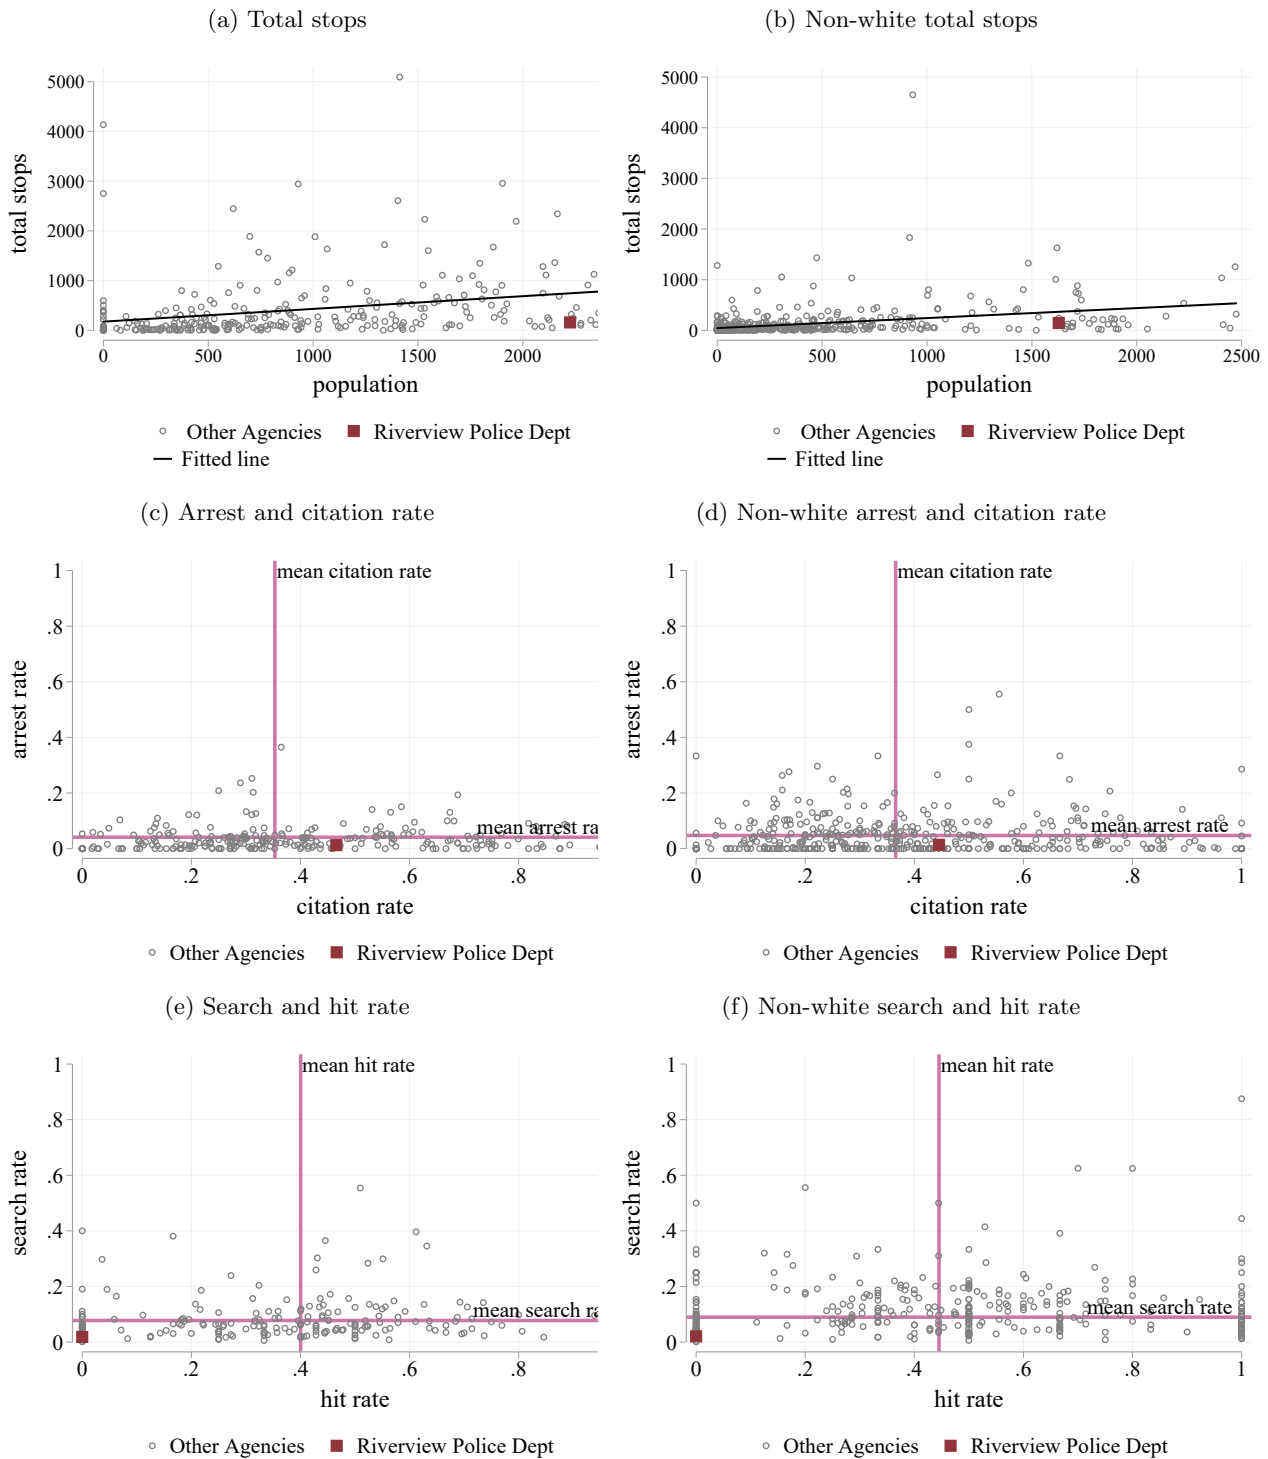 (a) Total stops
(b) Non-white total stops
5000
4000
3000
2000
1000
0
total stops
0 500 1000 1500 2000
population
Other Agencies Riverview Police Dept
Fitted line
5000
4000
3000
2000
1000
0
total stops
0 500 1000 1500 2000 2500
population
Other Agencies Riverview Police Dept
Fitted line
(c) Arrest and citation rate
(d) Non-white arrest and citation rate
mean citation rate
1
.8
.6
.4
.2
0
arrest rate
mean arrest ra
0 .2 .4 .6 .8
citation rate
Other Agencies Riverview Police Dept
mean citation rate
1
.8
.6
.4
.2
0
arrest rate
mean arrest rate
0 .2 .4 .6 .8 1
citation rate
Other Agencies Riverview Police Dept
(e) Search and hit rate
(f) Non-white search and hit rate
mean hit rate
1
.8
.6
.4
.2
0
search rate
mean search ra
0 .2 .4 .6 .8
hit rate
Other Agencies Riverview Police Dept
mean hit rate
1
.8
.6
.4
.2
0
search rate
mean search rate
0 .2 .4 .6 .8 1
hit rate
Other Agencies Riverview Police Dept